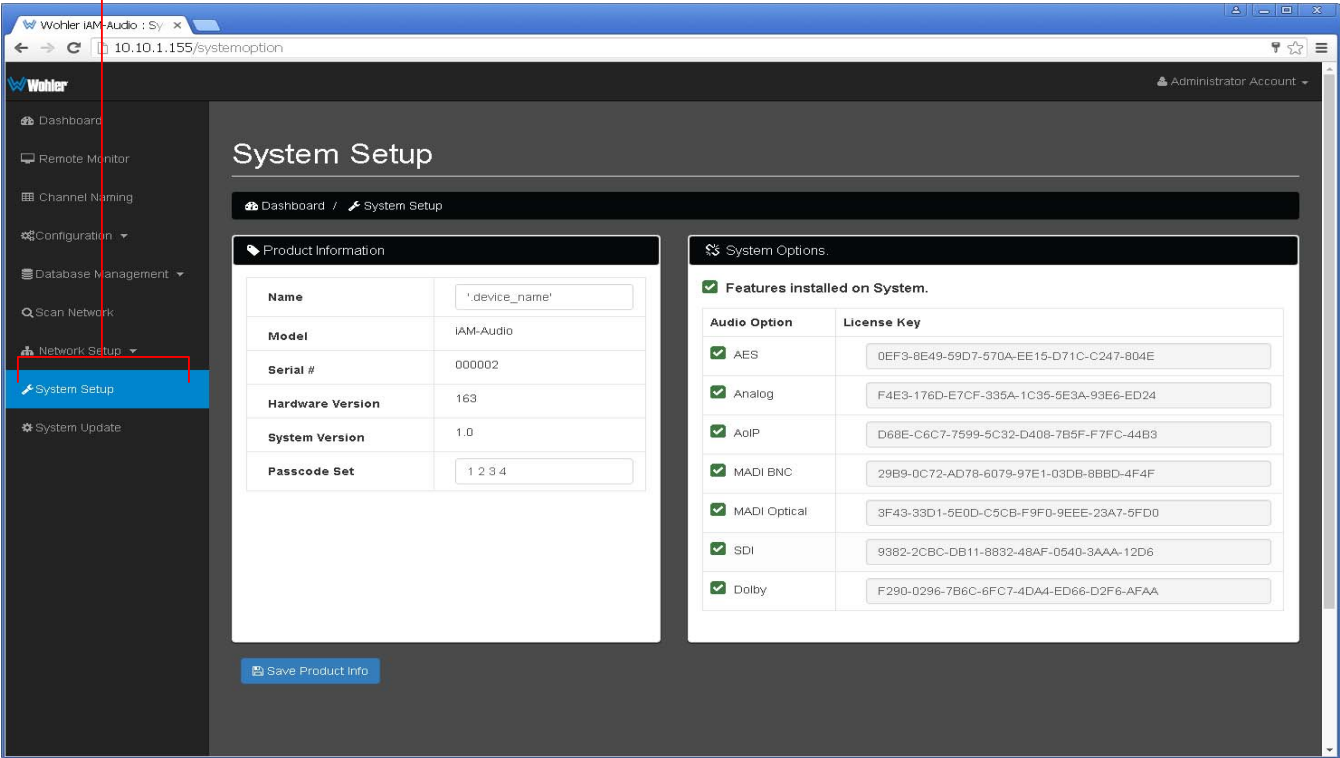 Wohler iAM-Audio : Sy
10.10.1.155/systemoption
Wohler
Administrator Account
Dashboard
Remote Monitor
Channel Naming
Configuration
Database Management
Scan Network
Network Setup
System Setup
System Update
System Setup
Dashboard / System Setup
Product Information
Name '.device_name'
Model iAM-Audio
Serial # 000002
Hardware Version 163
System Version 1.0
Passcode Set 1 2 3 4
Save Product Info
System Options.
Features installed on System.
Audio Option License Key
AES 0EF3-8E49-59D7-570A-EE15-D71C-C247-804E
Analog F4E3-176D-E7CF-335A-1C35-5E3A-93E6-ED24
AoIP D68E-C6C7-7599-5C32-D408-7B5F-F7FC-44B3
MADI BNC 29B9-0C72-AD78-6079-97E1-03DB-8BBD-4F4F
MADI Optical 3F43-33D1-5E0D-C5CB-F9F0-9EEE-23A7-5FD0
SDI 9382-2CBC-DB11-8832-48AF-0540-3AAA-12D6
Dolby F290-0296-7B6C-6FC7-4DA4-ED66-D2F6-AFAA